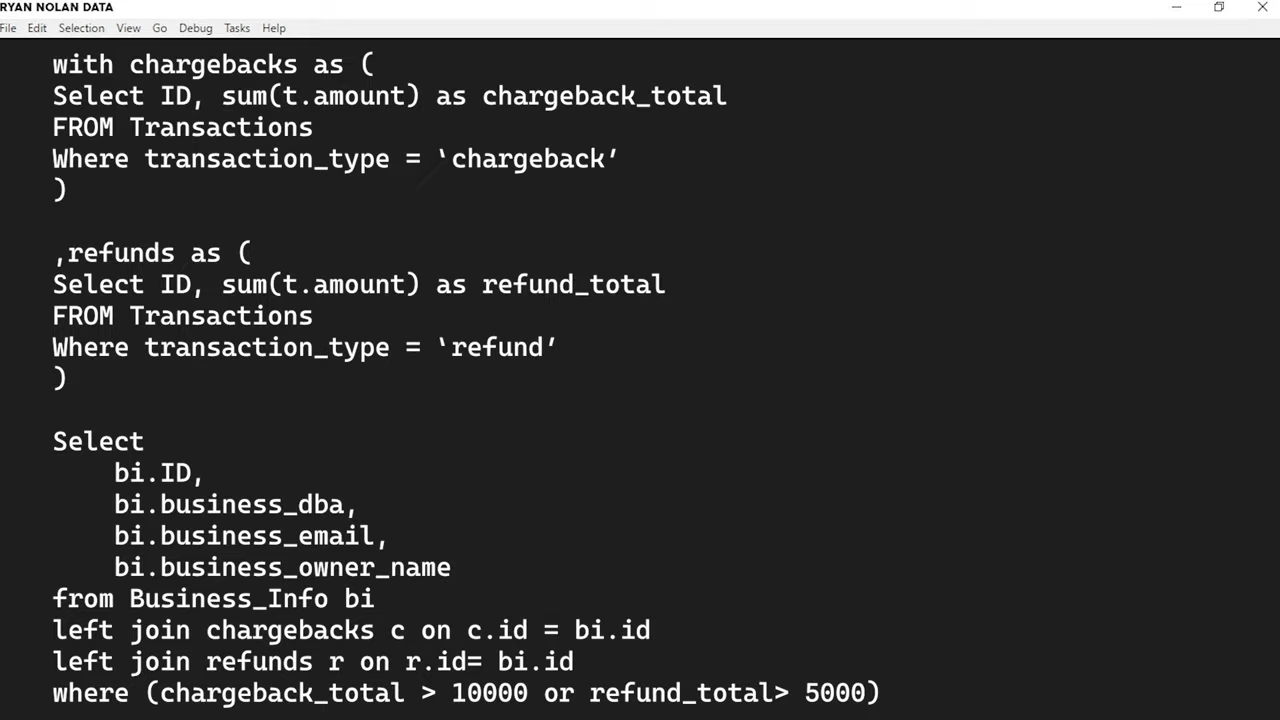 RYAN NOLAN DATA
File Edit Selection View Go Debug Tasks Help
with chargebacks as (
Select ID, sum(t.amount) as chargeback_total
FROM Transactions
Where transaction_type = ‘chargeback’
)
,refunds as (
Select ID, sum(t.amount) as refund_total
FROM Transactions
Where transaction_type = ‘refund’
)
Select
bi.ID,
bi.business_dba,
bi.business_email,
bi.business_owner_name
from Business_Info bi
left join chargebacks c on c.id = bi.id
left join refunds r on r.id= bi.id
where (chargeback_total > 10000 or refund_total> 5000)